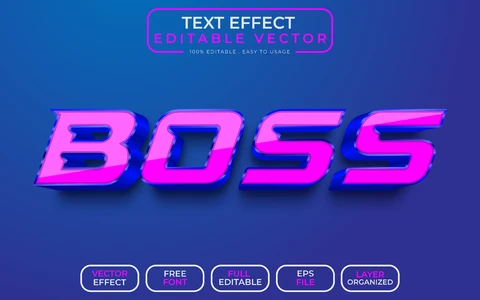 TEXT EFFECT
EDITABLE VECTOR
100% EDITABLE - EASY TO USAGE
BOSS
VECTOR
EFFECT
FREE
FONT
FULL
EDITABLE
EPS
FILE
LAYER
ORGANIZED